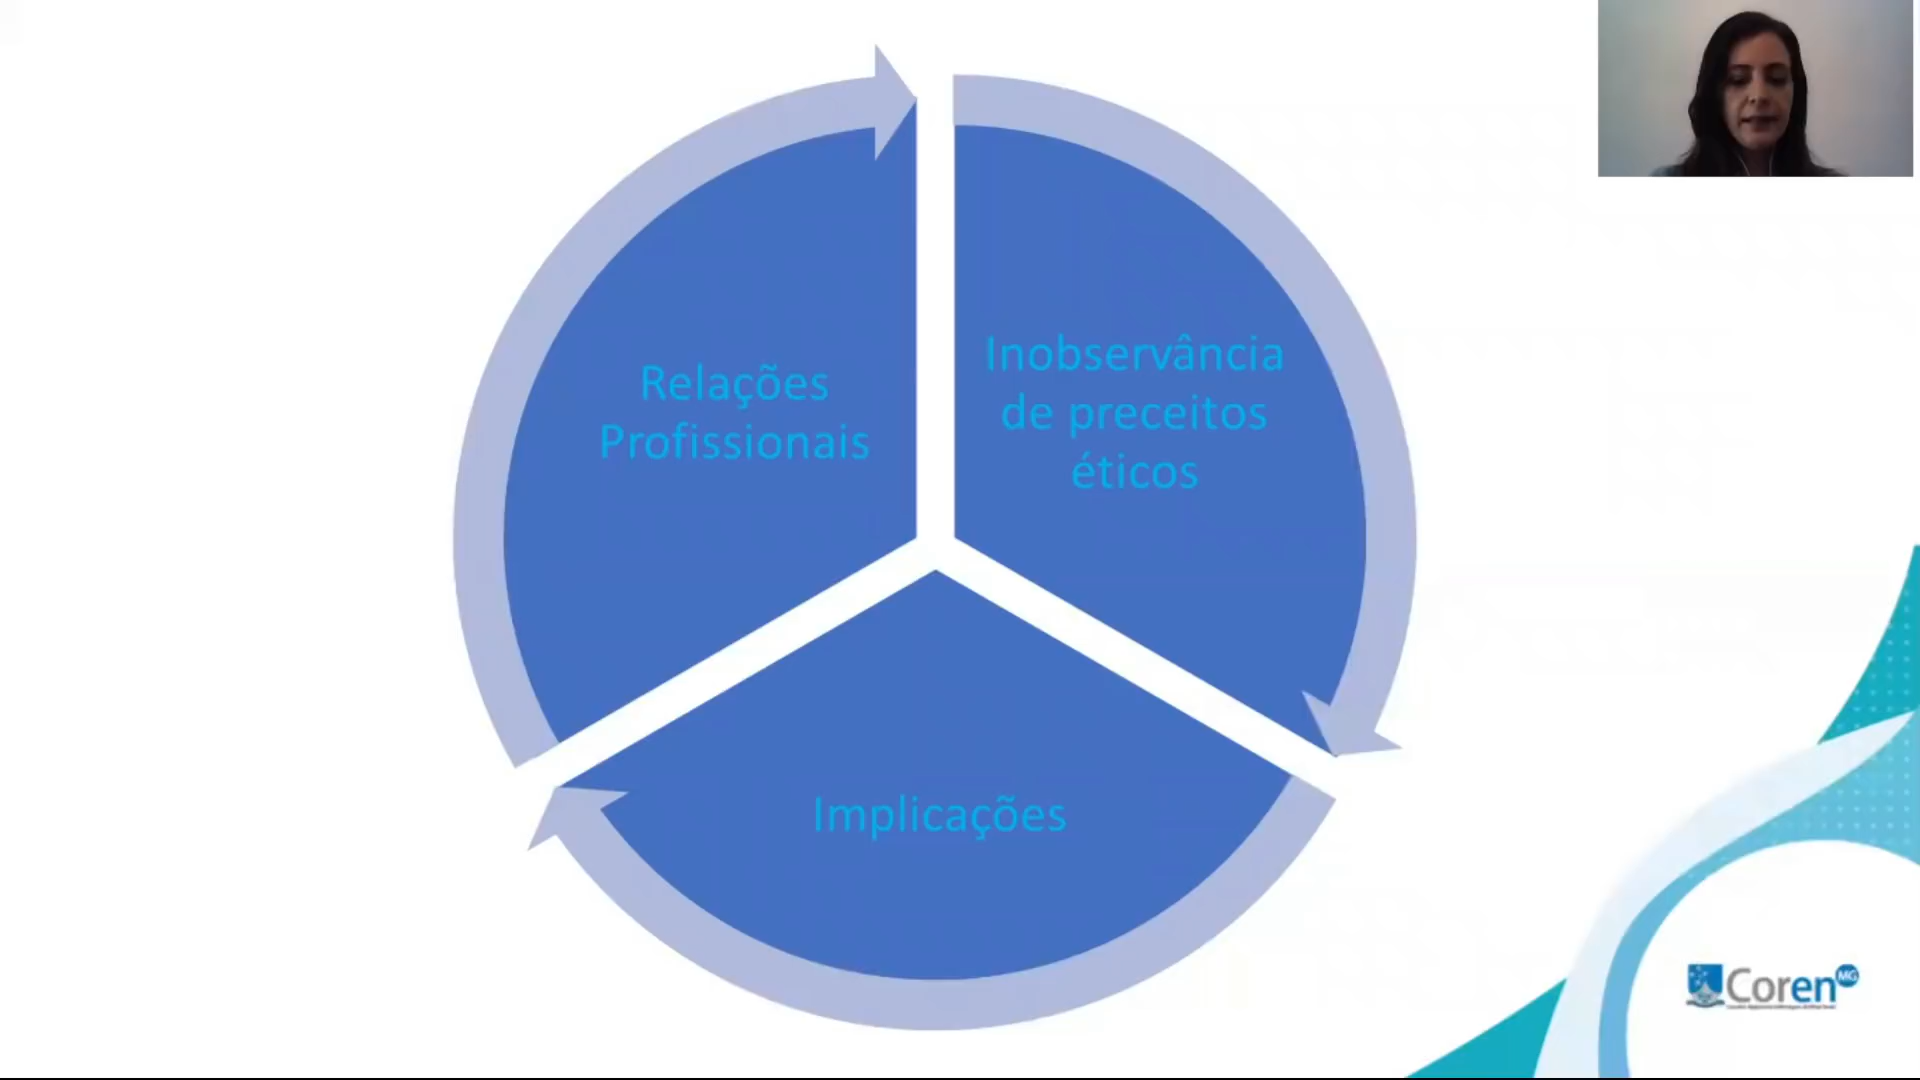 Relações
Profissionais
Inobservância
de preceitos
éticos
Implicações
Coren MG